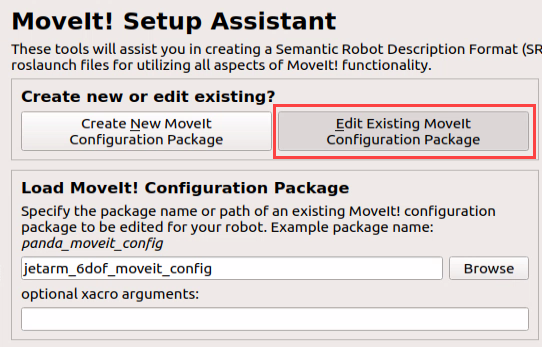 MoveIt! Setup Assistant
These tools will assist you in creating a Semantic Robot Description Format (SR
roslaunch files for utilizing all aspects of MoveIt! functionality.
Create new or edit existing?
Create New MoveIt
Configuration Package
Edit Existing MoveIt
Configuration Package
Load MoveIt! Configuration Package
Specify the package name or path of an existing MoveIt! configuration
package to be edited for your robot. Example package name:
panda_moveit_config
jetarm_6dof_moveit_config
Browse
optional xacro arguments: